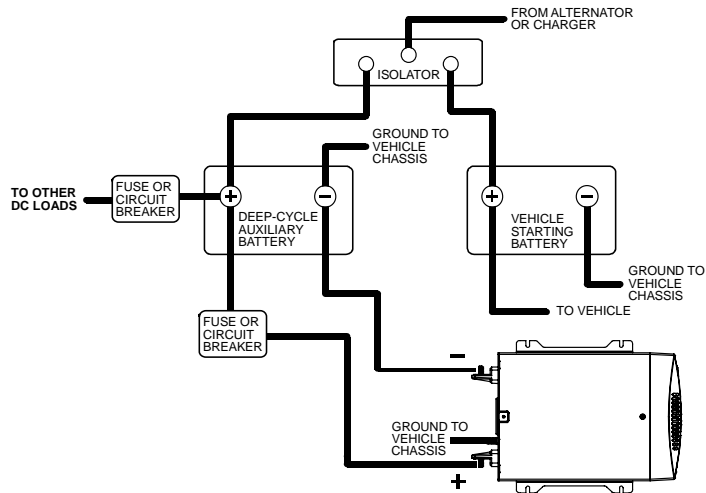 FROM ALTERNATOR
OR CHARGER
ISOLATOR
GROUND TO
VEHICLE
CHASSIS
TO OTHER
DC LOADS
FUSE OR
CIRCUIT
BREAKER
+
−
DEEP-CYCLE
AUXILIARY
BATTERY
+
−
VEHICLE
STARTING
BATTERY
GROUND TO
VEHICLE
CHASSIS
TO VEHICLE
FUSE OR
CIRCUIT
BREAKER
−
GROUND TO
VEHICLE
CHASSIS
+